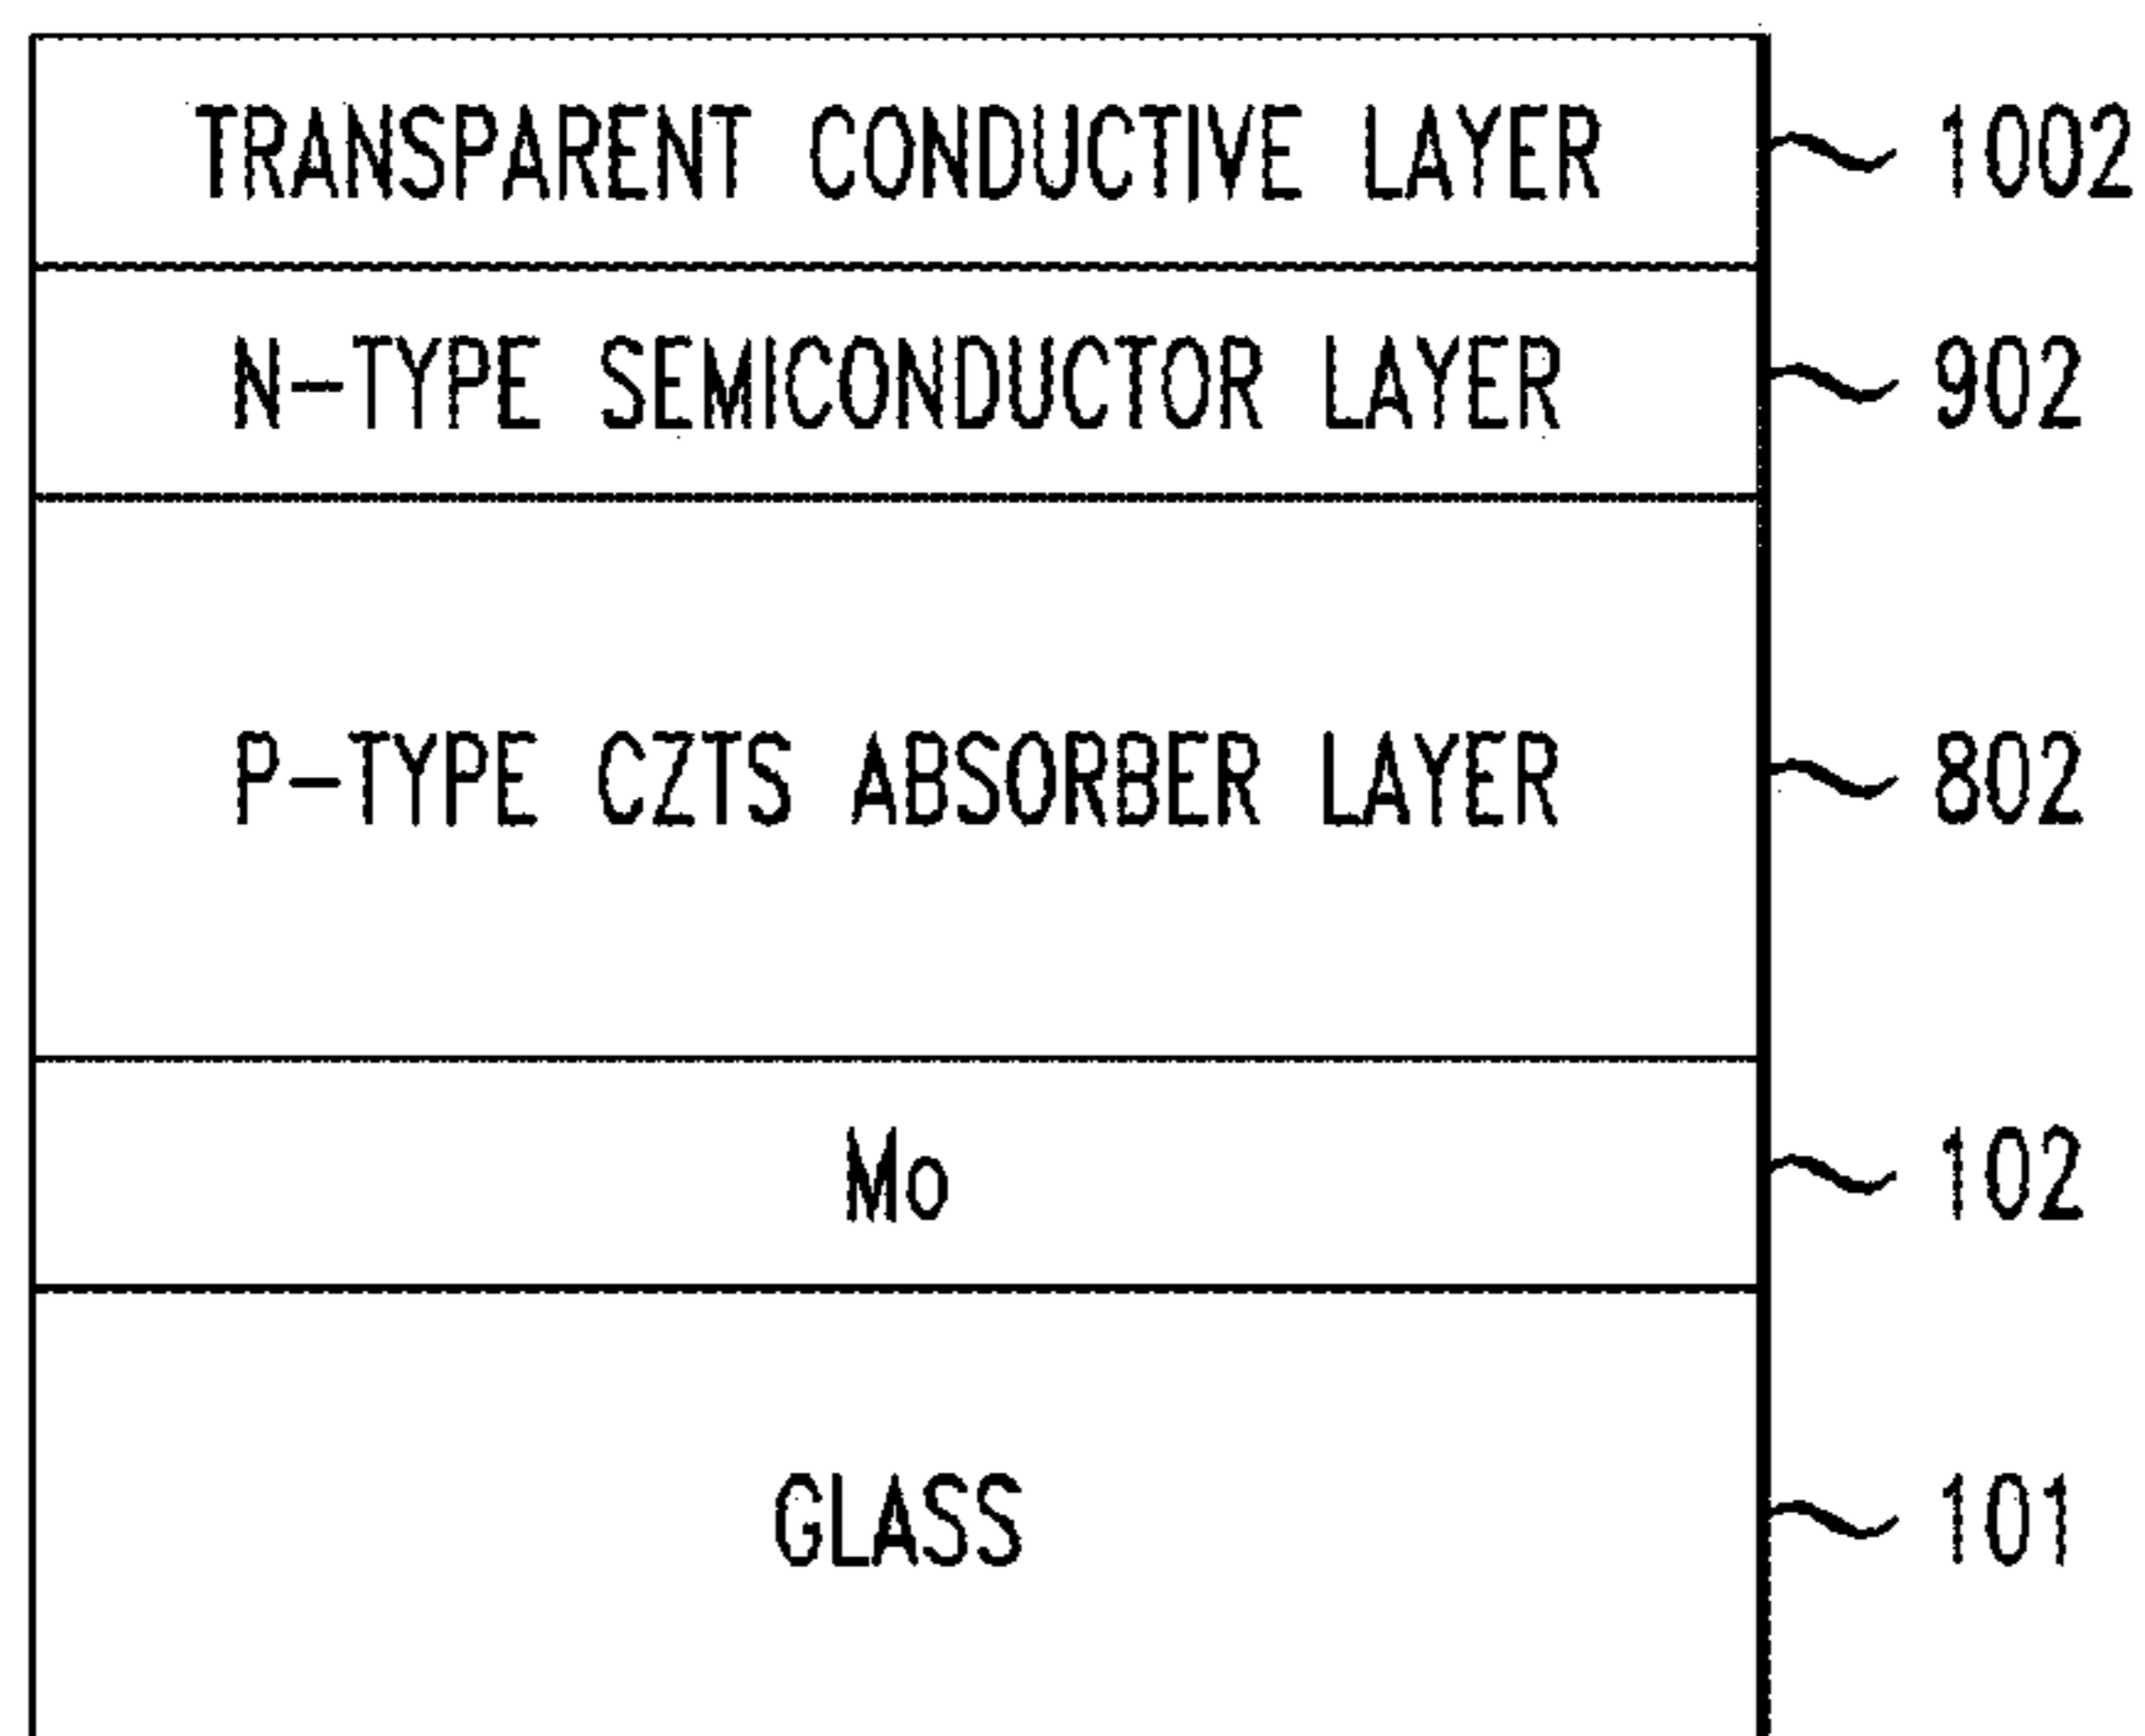 TRANSPARENT CONDUCTIVE LAYER 1002
N-TYPE SEMICONDUCTOR LAYER 902
P-TYPE CZTS ABSORBER LAYER 802
Mo 102
GLASS 101